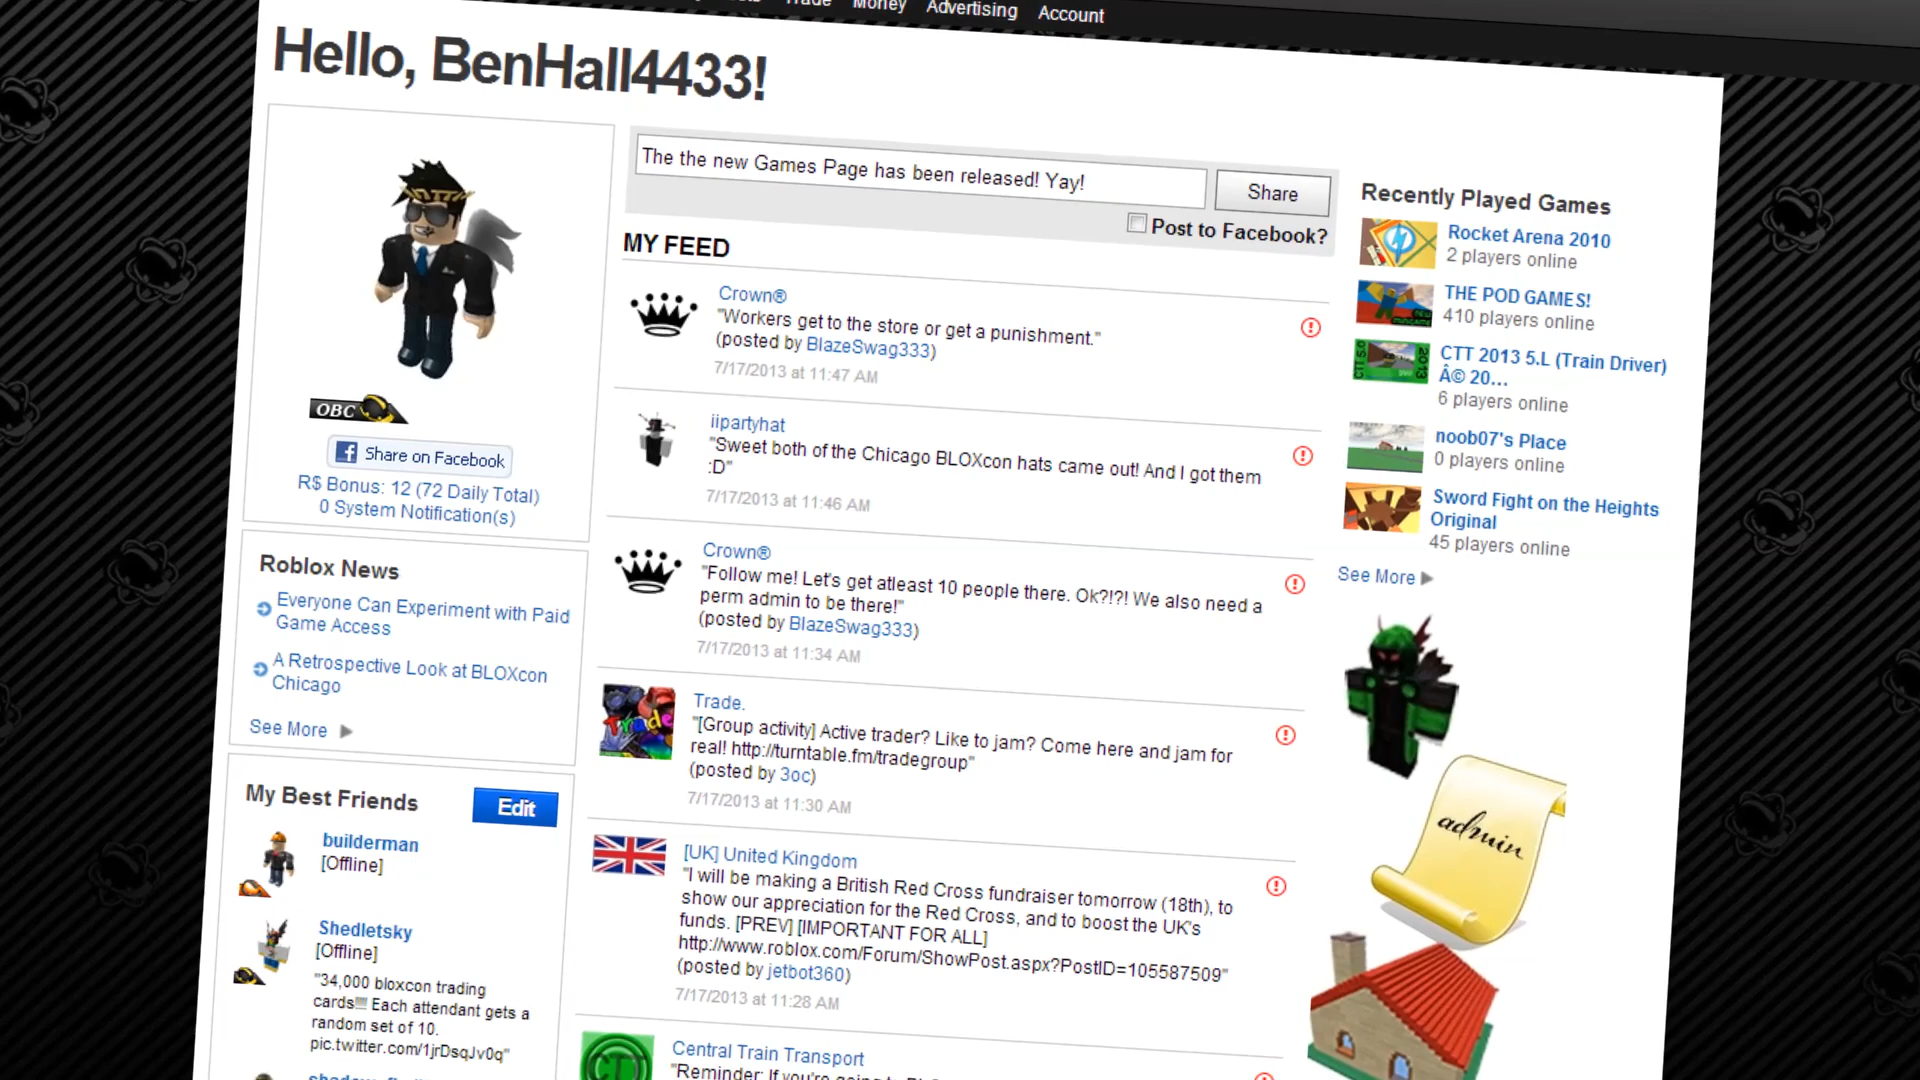 Trade Money Advertising Account
Hello, BenHall4433!
OBC
Share on Facebook
R$ Bonus: 12 (72 Daily Total)
0 System Notification(s)
Roblox News
Everyone Can Experiment with Paid
Game Access
A Retrospective Look at BLOXcon
Chicago
See More
My Best Friends
Edit
builderman
[Offline]
Shedletsky
[Offline]
"34,000 bloxcon trading
cards!!!! Each attendant gets a
random set of 10.
pic.twitter.com/1jrDsqJv0q"
The the new Games Page has been released! Yay!
Share
Post to Facebook?
MY FEED
Crown®
"Workers get to the store or get a punishment."
(posted by BlazeSwag333)
7/17/2013 at 11:47 AM
iipartyhat
"Sweet both of the Chicago BLOXcon hats came out! And I got them
:D"
7/17/2013 at 11:46 AM
Crown®
"Follow me! Let's get atleast 10 people there. Ok?!?! We also need a
perm admin to be there!"
(posted by BlazeSwag333)
7/17/2013 at 11:34 AM
Trade
Trade.
"[Group activity] Active trader? Like to jam? Come here and jam for
real! http://turntable.fm/tradegroup"
(posted by 3oc)
7/17/2013 at 11:30 AM
[UK] United Kingdom
"I will be making a British Red Cross fundraiser tomorrow (18th), to
show our appreciation for the Red Cross, and to boost the UK's
funds. [PREV] [IMPORTANT FOR ALL]
http://www.roblox.com/Forum/ShowPost.aspx?PostID=105587509"
(posted by jetbot360)
7/17/2013 at 11:28 AM
CTT
Central Train Transport
"Reminder: If you're going to
Recently Played Games
Rocket Arena 2010
2 players online
THE POD GAMES!
410 players online
CTT 5.0
2013
CTT 2013 5.L (Train Driver)
Â© 20...
6 players online
noob07's Place
0 players online
Sword Fight on the Heights
Original
45 players online
See More
admin